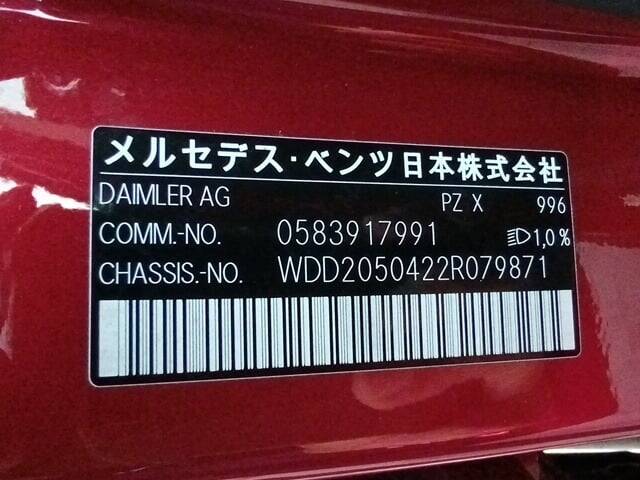 メルセデス・ベンツ日本株式会社
DAIMLER AG PZ X 996
COMM.-NO. 0583917991 1,0%
CHASSIS.-NO. WDD2050422R079871